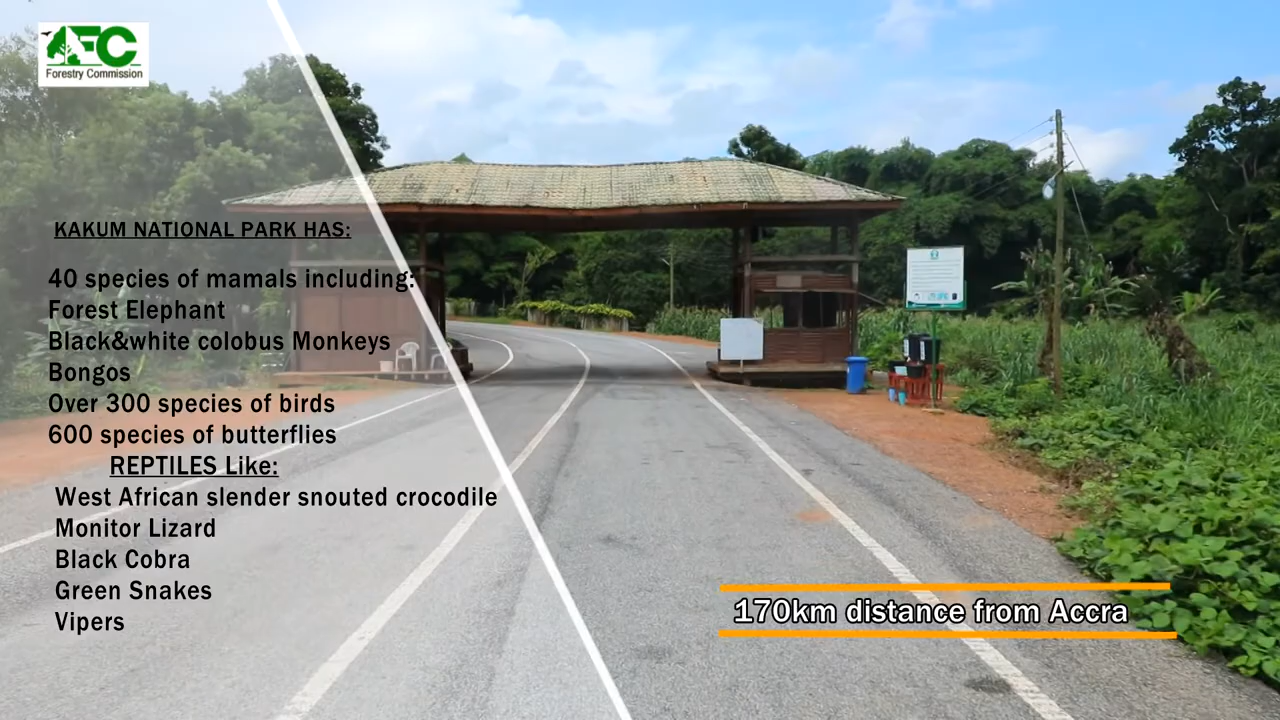 FC
Forestry Commission
KAKUM NATIONAL PARK HAS:
40 species of mamals including:
Forest Elephant
Black&white colobus Monkeys
Bongos
Over 300 species of birds
600 species of butterflies
REPTILES Like:
West African slender snouted crocodile
Monitor Lizard
Black Cobra
Green Snakes
Vipers
170km distance from Accra